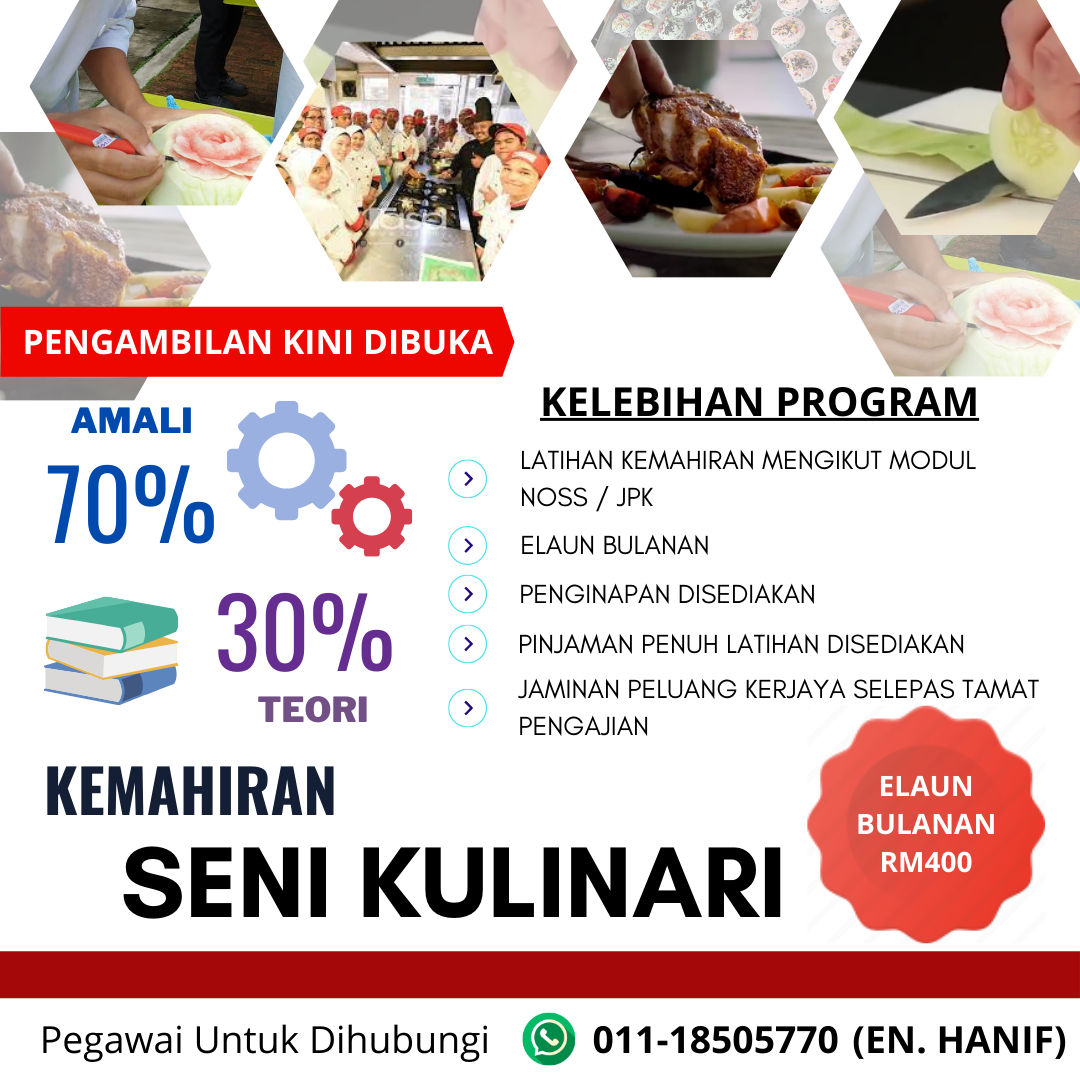 PENGAMBILAN KINI DIBUKA
AMALI
70%
30%
TEORI
KELEBIHAN PROGRAM
LATIHAN KEMAHIRAN MENGIKUT MODUL
NOSS / JPK
ELAUN BULANAN
PENGINAPAN DISEDIAKAN
PINJAMAN PENUH LATIHAN DISEDIAKAN
JAMINAN PELUANG KERJAYA SELEPAS TAMAT
PENGAJIAN
KEMAHIRAN
SENI KULINARI
ELAUN
BULANAN
RM400
Pegawai Untuk Dihubungi
011-18505770 (EN. HANIF)